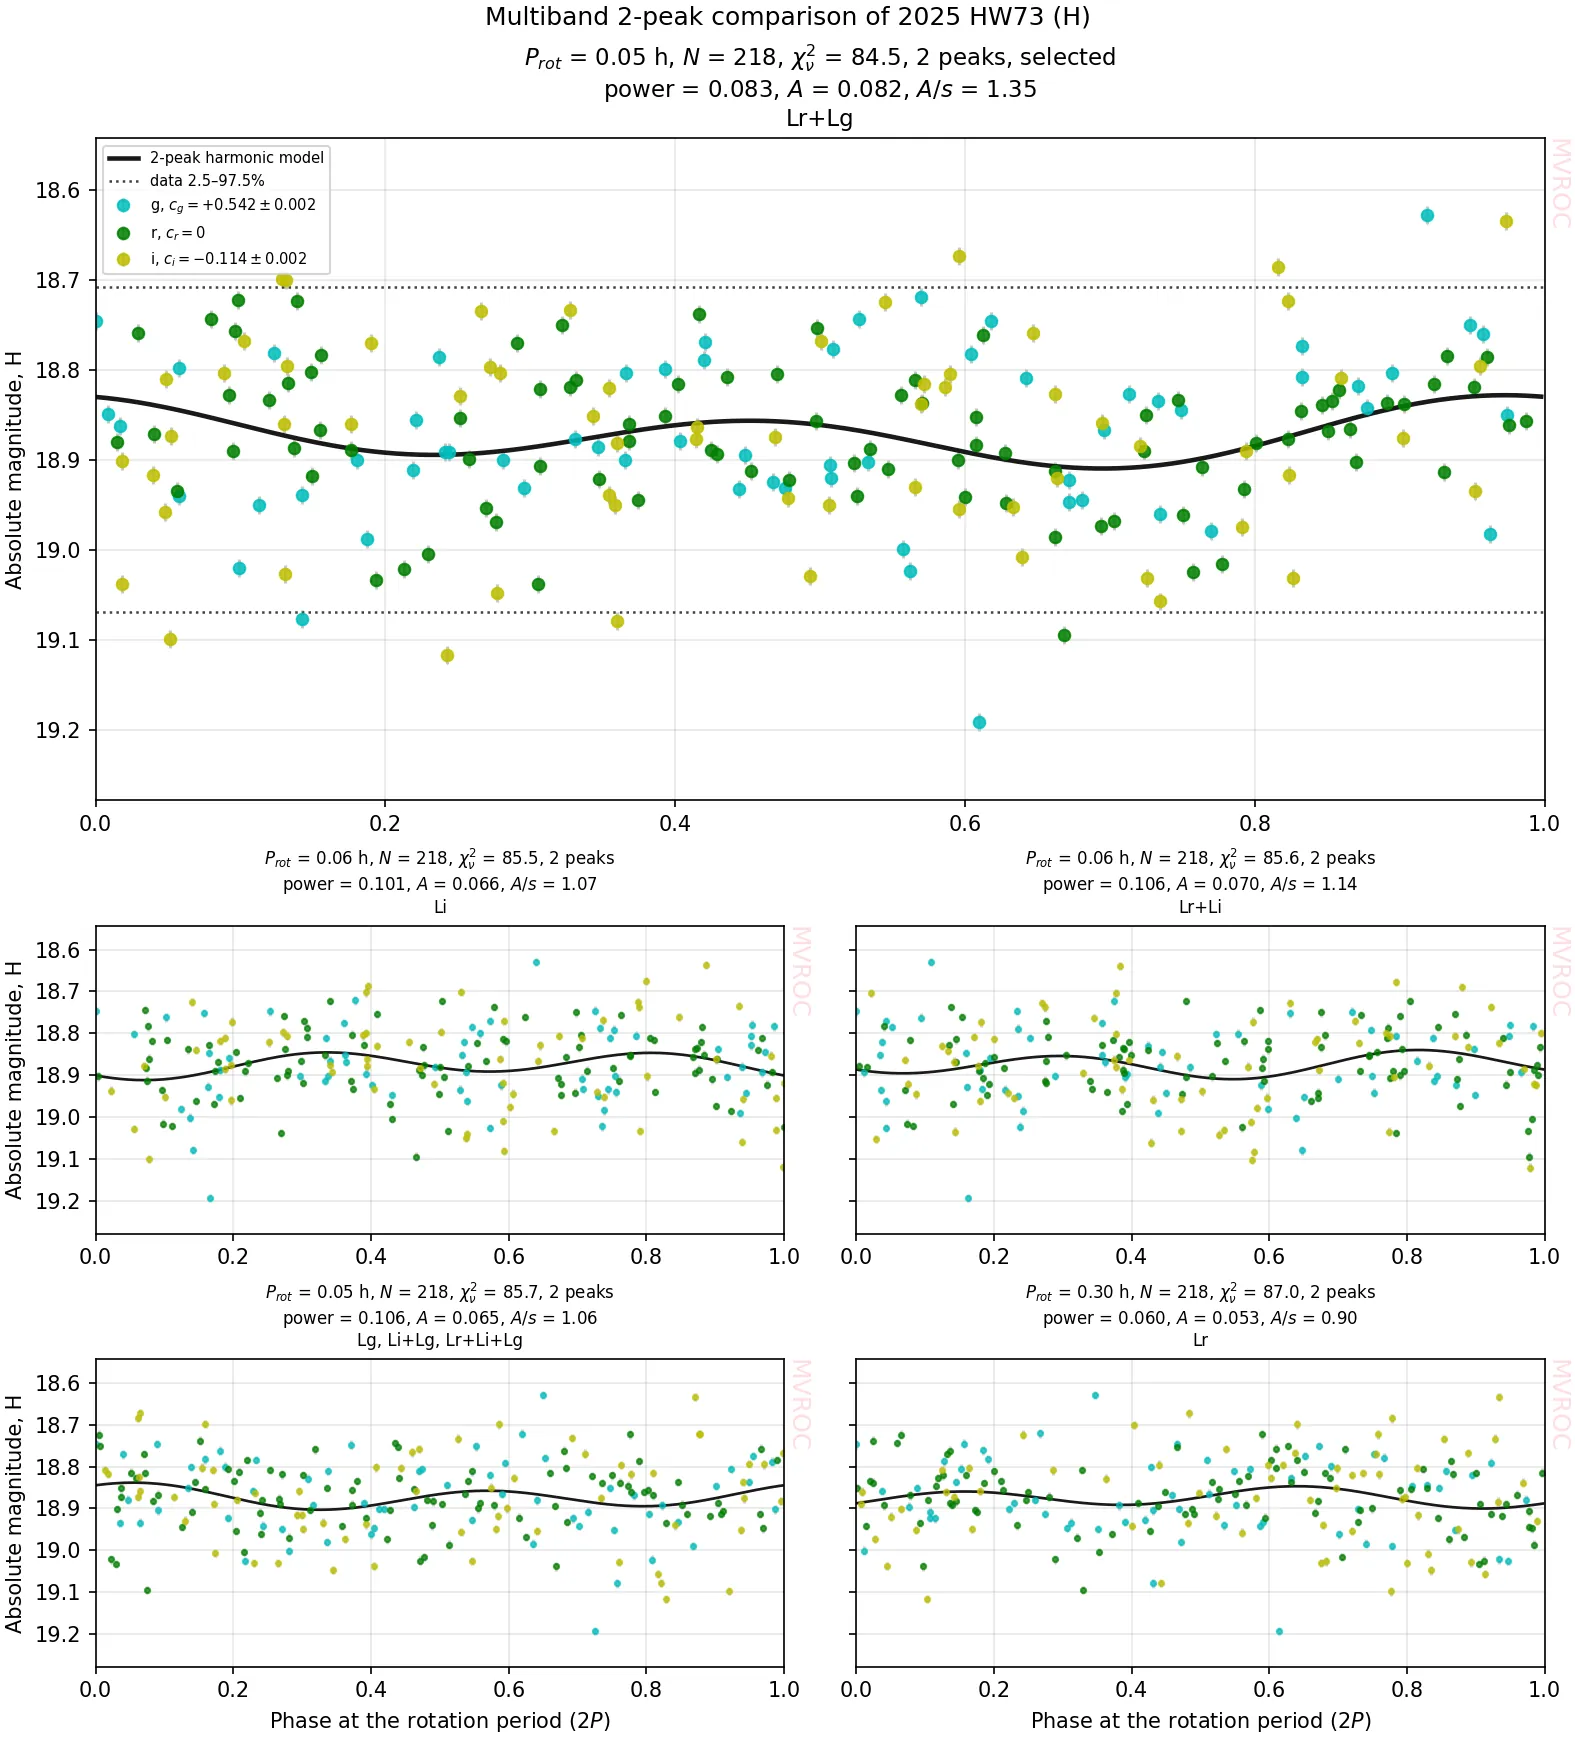 Multiband 2-peak comparison of 2025 HW73 (H)
P_rot = 0.05 h, N = 218, χ²_ν = 84.5, 2 peaks, selected
power = 0.083, A = 0.082, A/s = 1.35
Lr+Lg
2-peak harmonic model
data 2.5–97.5%
g, c_g = +0.542 ± 0.002
r, c_r = 0
i, c_i = −0.114 ± 0.002
MVROC
Absolute magnitude, H
18.6
18.7
18.8
18.9
19.0
19.1
19.2
0.0 0.2 0.4 0.6 0.8 1.0
P_rot = 0.06 h, N = 218, χ²_ν = 85.5, 2 peaks
power = 0.101, A = 0.066, A/s = 1.07
Li
MVROC
Absolute magnitude, H
18.6
18.7
18.8
18.9
19.0
19.1
19.2
0.0 0.2 0.4 0.6 0.8 1.0
P_rot = 0.06 h, N = 218, χ²_ν = 85.6, 2 peaks
power = 0.106, A = 0.070, A/s = 1.14
Lr+Li
MVROC
0.0 0.2 0.4 0.6 0.8 1.0
P_rot = 0.05 h, N = 218, χ²_ν = 85.7, 2 peaks
power = 0.106, A = 0.065, A/s = 1.06
Lg, Li+Lg, Lr+Li+Lg
MVROC
Absolute magnitude, H
18.6
18.7
18.8
18.9
19.0
19.1
19.2
0.0 0.2 0.4 0.6 0.8 1.0
Phase at the rotation period (2P)
P_rot = 0.30 h, N = 218, χ²_ν = 87.0, 2 peaks
power = 0.060, A = 0.053, A/s = 0.90
Lr
MVROC
0.0 0.2 0.4 0.6 0.8 1.0
Phase at the rotation period (2P)